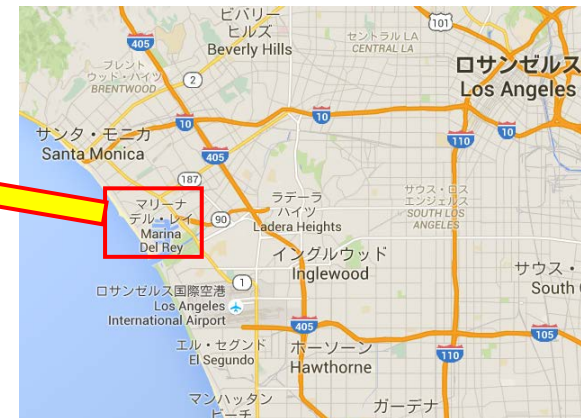 ビバリー
ヒルズ
Beverly Hills
101
405
セントラル LA
CENTRAL LA
ブレント
ウッド・ハイツ
BRENTWOOD
2
ロサンゼルス
Los Angeles
10
10
10
110
サンタ・モニカ
Santa Monica
405
187
マリーナ
デル・レイ
Marina
Del Rey
90
ラデーラ
ハイツ
Ladera Heights
サウス・ロス
エンジェルス
SOUTH LOS
ANGELES
イングルウッド
Inglewood
サウス・
South
ロサンゼルス国際空港
Los Angeles
International Airport
1
405
105
110
エル・セグンド
El Segundo
ホーソーン
Hawthorne
マンハッタン
ビーチ
ガーデナ